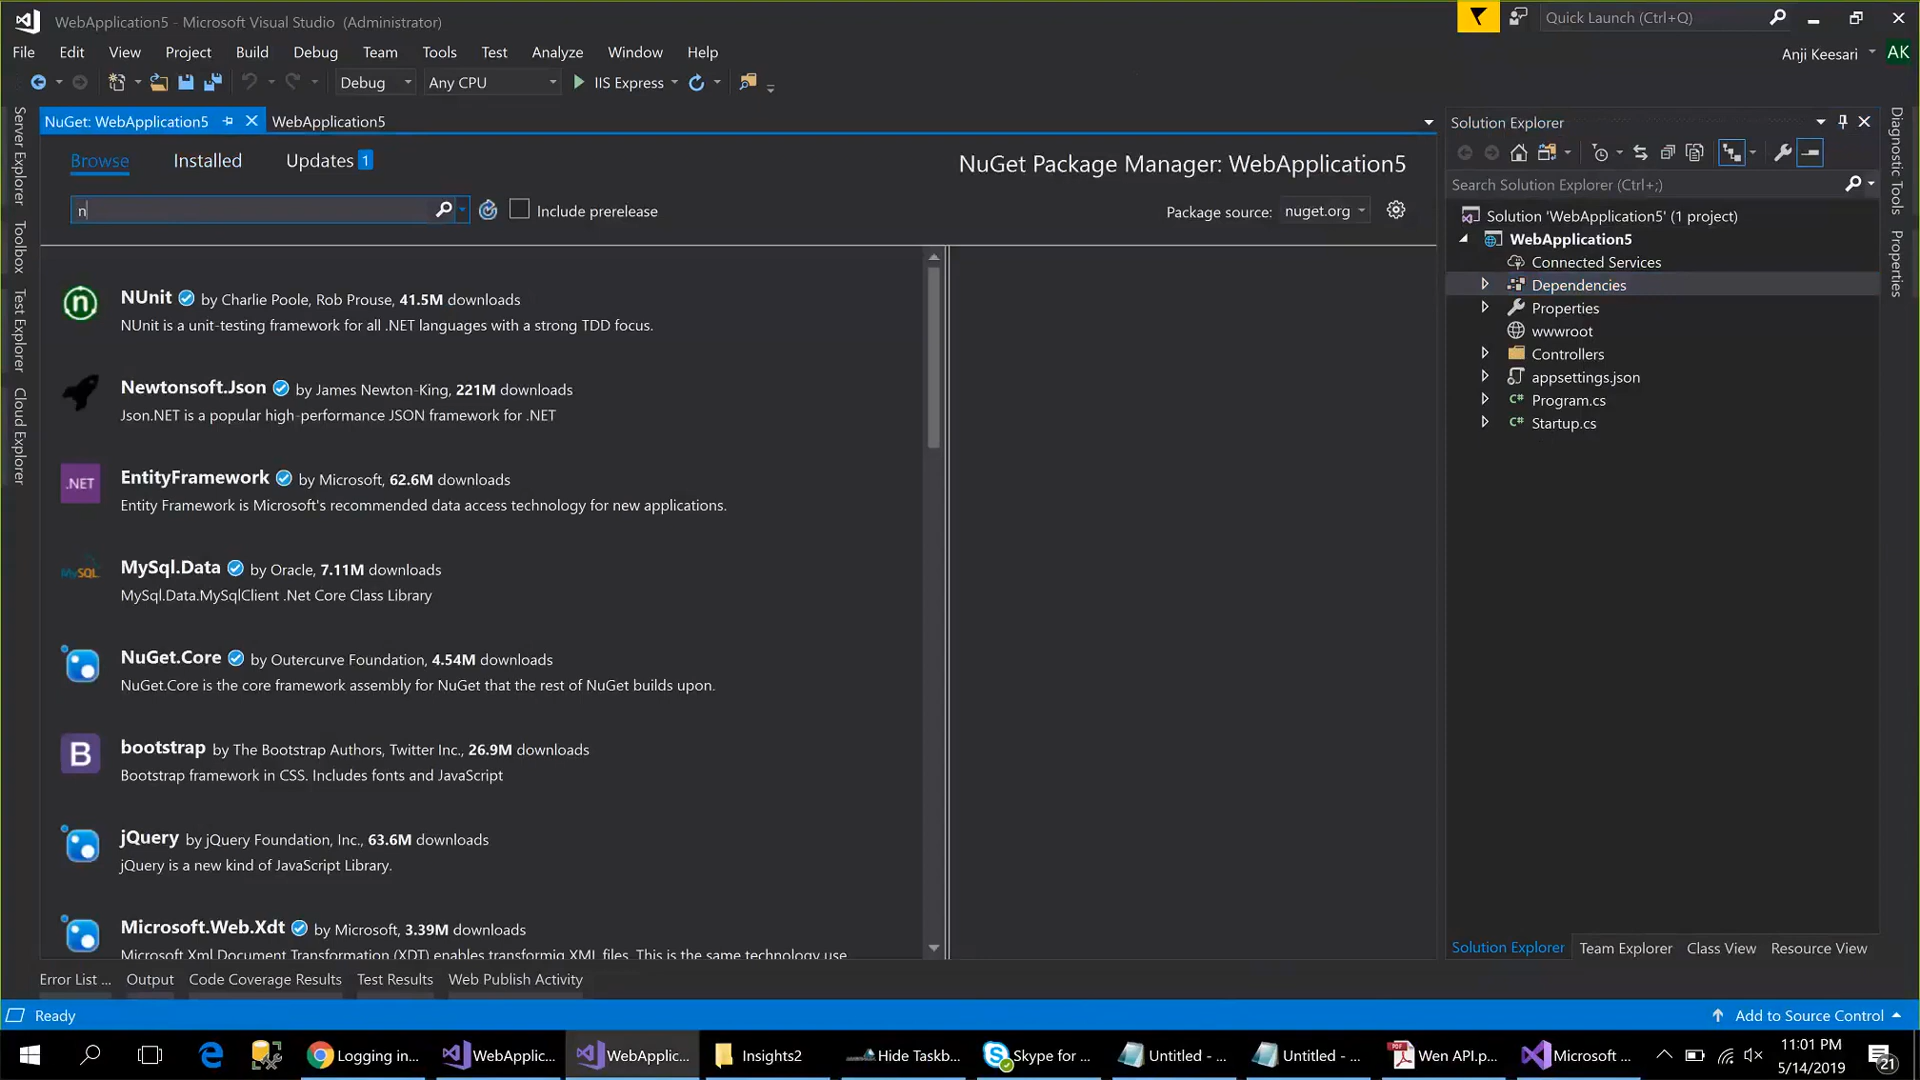 WebApplication5 - Microsoft Visual Studio (Administrator)
Quick Launch (Ctrl+Q)
File Edit View Project Build Debug Team Tools Test Analyze Window Help
Anji Keesari AK
Debug Any CPU IIS Express
NuGet: WebApplication5 WebApplication5
Browse Installed Updates 1
NuGet Package Manager: WebApplication5
n
Include prerelease
Package source: nuget.org
NUnit by Charlie Poole, Rob Prouse, 41.5M downloads
NUnit is a unit-testing framework for all .NET languages with a strong TDD focus.
Newtonsoft.Json by James Newton-King, 221M downloads
Json.NET is a popular high-performance JSON framework for .NET
.NET
EntityFramework by Microsoft, 62.6M downloads
Entity Framework is Microsoft's recommended data access technology for new applications.
MySQL
MySql.Data by Oracle, 7.11M downloads
MySql.Data.MySqlClient .Net Core Class Library
NuGet.Core by Outercurve Foundation, 4.54M downloads
NuGet.Core is the core framework assembly for NuGet that the rest of NuGet builds upon.
B
bootstrap by The Bootstrap Authors, Twitter Inc., 26.9M downloads
Bootstrap framework in CSS. Includes fonts and JavaScript
jQuery by jQuery Foundation, Inc., 63.6M downloads
jQuery is a new kind of JavaScript Library.
Microsoft.Web.Xdt by Microsoft, 3.39M downloads
Microsoft Xml Document Transformation (XDT) enables transformig XML files. This is the same technology use
Server Explorer
Toolbox
Test Explorer
Cloud Explorer
Solution Explorer
Search Solution Explorer (Ctrl+;)
Solution 'WebApplication5' (1 project)
WebApplication5
Connected Services
Dependencies
Properties
wwwroot
Controllers
appsettings.json
C# Program.cs
C# Startup.cs
Diagnostic Tools
Properties
Solution Explorer Team Explorer Class View Resource View
Error List ... Output Code Coverage Results Test Results Web Publish Activity
Ready
Add to Source Control
Logging in... WebApplic... WebApplic... Insights2 Hide Taskb... Skype for ... Untitled - ... Untitled - ... Wen API.p... Microsoft ...
11:01 PM
5/14/2019
21